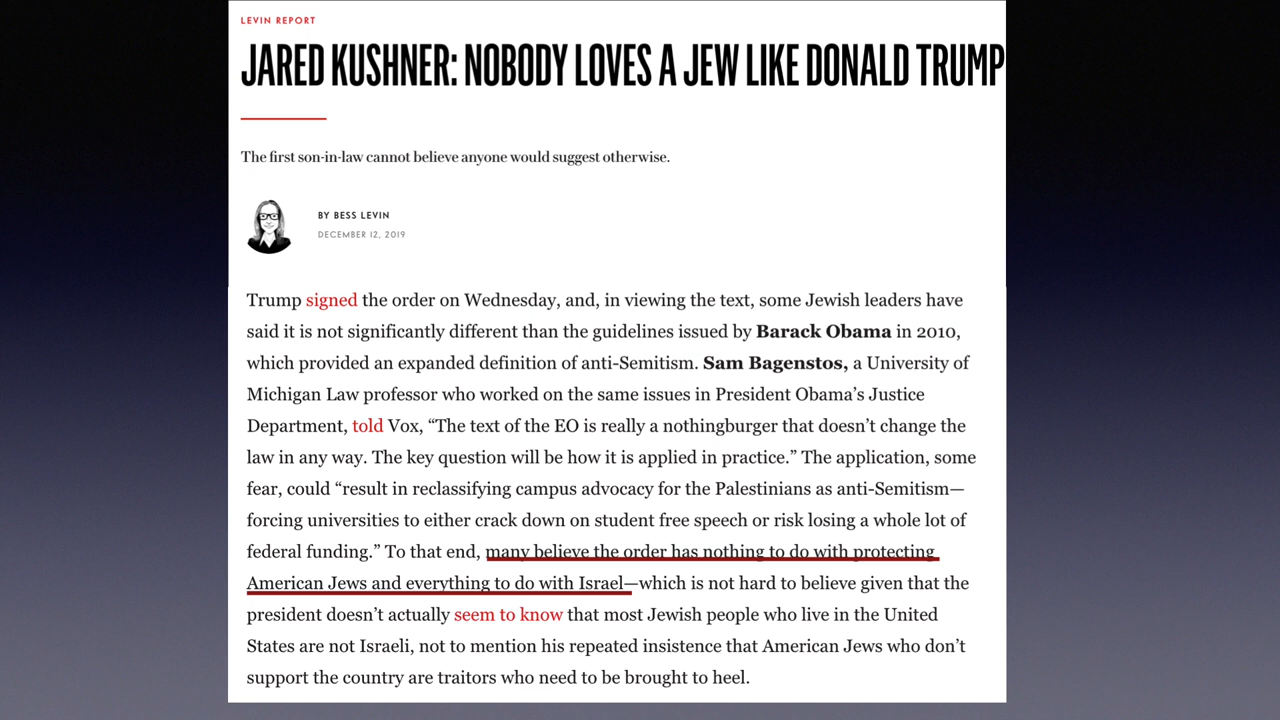 LEVIN REPORT
JARED KUSHNER: NOBODY LOVES A JEW LIKE DONALD TRUMP
The first son-in-law cannot believe anyone would suggest otherwise.
BY BESS LEVIN
DECEMBER 12, 2019
Trump signed the order on Wednesday, and, in viewing the text, some Jewish leaders have
said it is not significantly different than the guidelines issued by Barack Obama in 2010,
which provided an expanded definition of anti-Semitism. Sam Bagenstos, a University of
Michigan Law professor who worked on the same issues in President Obama’s Justice
Department, told Vox, “The text of the EO is really a nothingburger that doesn’t change the
law in any way. The key question will be how it is applied in practice.” The application, some
fear, could “result in reclassifying campus advocacy for the Palestinians as anti-Semitism—
forcing universities to either crack down on student free speech or risk losing a whole lot of
federal funding.” To that end, many believe the order has nothing to do with protecting
American Jews and everything to do with Israel—which is not hard to believe given that the
president doesn’t actually seem to know that most Jewish people who live in the United
States are not Israeli, not to mention his repeated insistence that American Jews who don’t
support the country are traitors who need to be brought to heel.